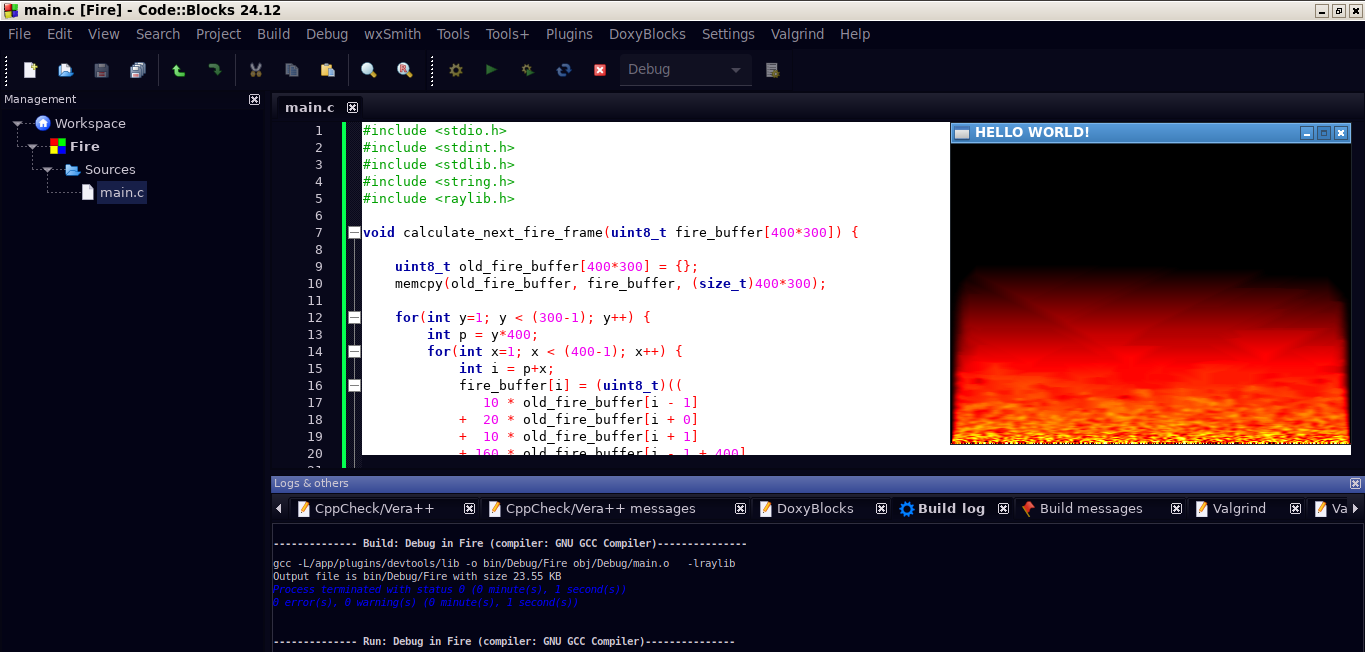 main.c [Fire] - Code::Blocks 24.12
File Edit View Search Project Build Debug wxSmith Tools Tools+ Plugins DoxyBlocks Settings Valgrind Help
Debug
Management
Workspace
Fire
Sources
main.c
main.c
1 #include <stdio.h>
2 #include <stdint.h>
3 #include <stdlib.h>
4 #include <string.h>
5 #include <raylib.h>
6
7 void calculate_next_fire_frame(uint8_t fire_buffer[400*300]) {
8
9 uint8_t old_fire_buffer[400*300] = {};
10 memcpy(old_fire_buffer, fire_buffer, (size_t)400*300);
11
12 for(int y=1; y < (300-1); y++) {
13 int p = y*400;
14 for(int x=1; x < (400-1); x++) {
15 int i = p+x;
16 fire_buffer[i] = (uint8_t)((
17 10 * old_fire_buffer[i - 1]
18 + 20 * old_fire_buffer[i + 0]
19 + 10 * old_fire_buffer[i + 1]
20 + 160 * old_fire_buffer[i - 1 + 400]
21
HELLO WORLD!
Logs & others
CppCheck/Vera++ CppCheck/Vera++ messages DoxyBlocks Build log Build messages Valgrind Va
-------------- Build: Debug in Fire (compiler: GNU GCC Compiler)---------------
gcc -L/app/plugins/devtools/lib -o bin/Debug/Fire obj/Debug/main.o -lraylib
Output file is bin/Debug/Fire with size 23.55 KB
Process terminated with status 0 (0 minute(s), 1 second(s))
0 error(s), 0 warning(s) (0 minute(s), 1 second(s))
-------------- Run: Debug in Fire (compiler: GNU GCC Compiler)---------------